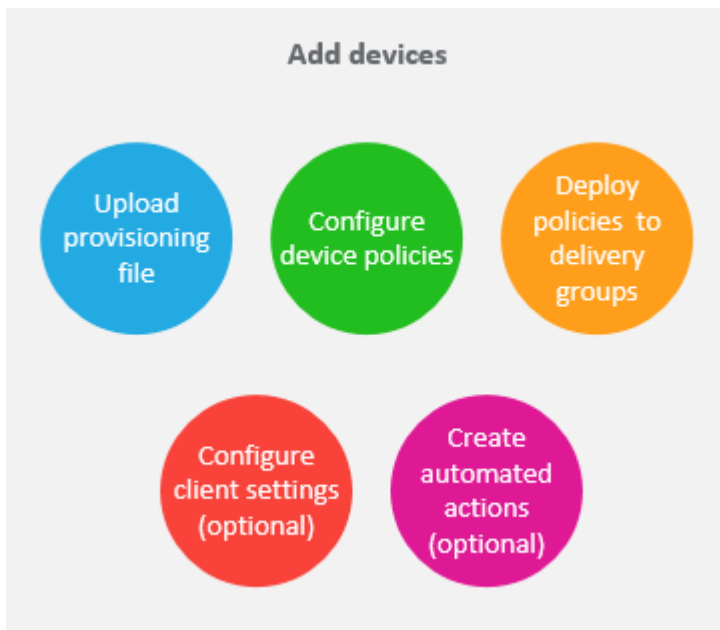 Add devices
Upload
provisioning
file
Configure
device policies
Deploy
policies to
delivery
groups
Configure
client settings
(optional)
Create
automated
actions
(optional)